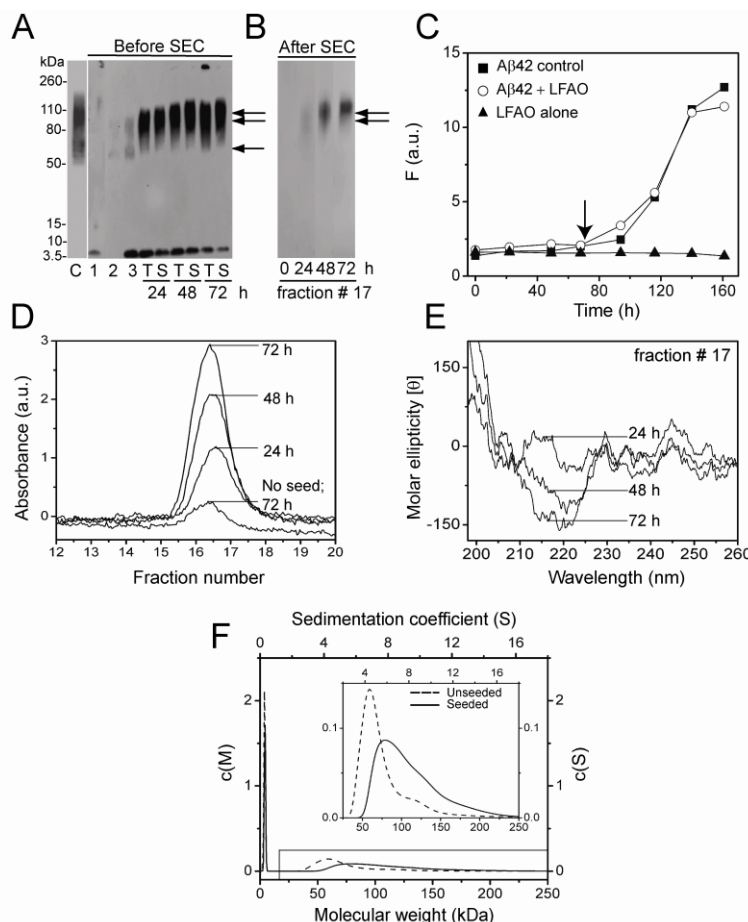 A
Before SEC
kDa
260
110
80
50
15
10
3.5
C 1 2 3 T S T S T S
24 48 72 h
B
After SEC
0 24 48 72 h
fraction # 17
C
Aβ42 control
Aβ42 + LFAO
LFAO alone
F (a.u.)
15
10
5
0
0 40 80 120 160
Time (h)
D
Absorbance (a.u.)
3
2
1
0
72 h
48 h
24 h
No seed;
72 h
12 13 14 15 16 17 18 19 20
Fraction number
E
fraction # 17
Molar ellipticity [θ]
150
0
-150
24 h
48 h
72 h
200 210 220 230 240 250 260
Wavelength (nm)
F
Sedimentation coefficient (S)
0 4 8 12 16
c(M)
2
1
0
c(S)
2
1
0
4 8 12 16
Unseeded
Seeded
0.1
0.0
0.1
0.0
50 100 150 200 250
0 50 100 150 200 250
Molecular weight (kDa)